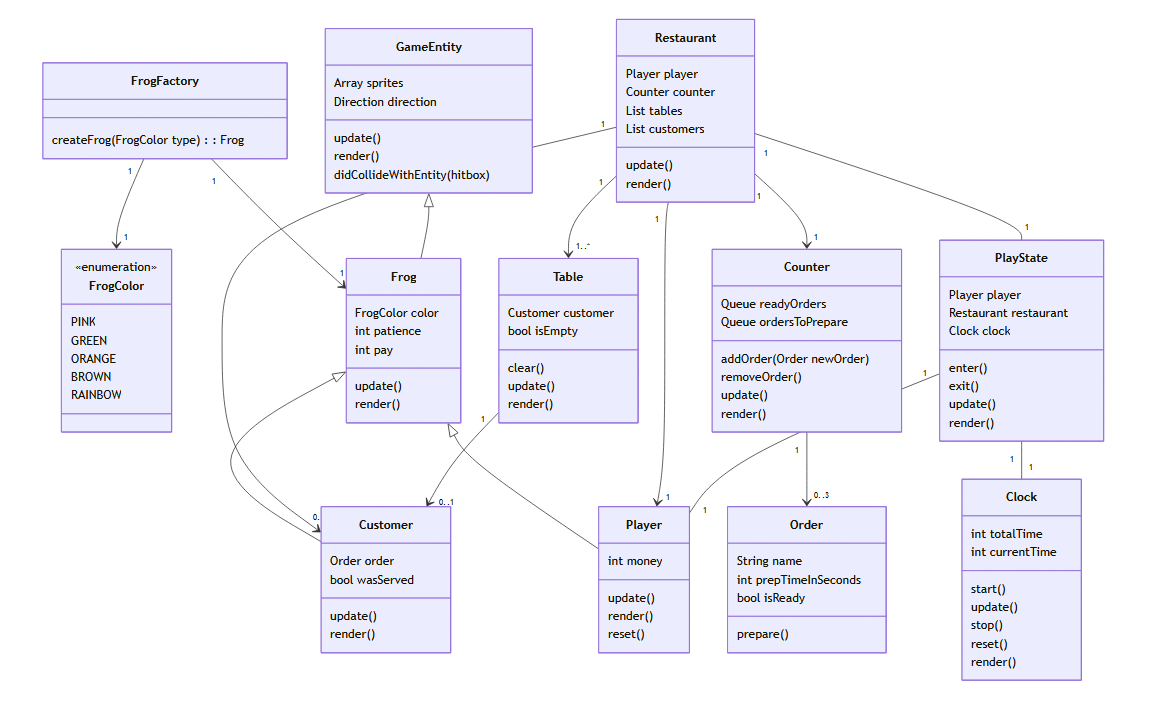 FrogFactory
createFrog(FrogColor type) : : Frog
GameEntity
Array sprites
Direction direction
update()
render()
didCollideWithEntity(hitbox)
Restaurant
Player player
Counter counter
List tables
List customers
update()
render()
1
1
1
1
1
1
1
1
1
1
1..*
1
1
«enumeration»
FrogColor
PINK
GREEN
ORANGE
BROWN
RAINBOW
Frog
FrogColor color
int patience
int pay
update()
render()
Table
Customer customer
bool isEmpty
clear()
update()
render()
Counter
Queue readyOrders
Queue ordersToPrepare
addOrder(Order newOrder)
removeOrder()
update()
render()
PlayState
Player player
Restaurant restaurant
Clock clock
enter()
exit()
update()
render()
1
1
1
1
1
0..
0..1
1
1
0..3
Customer
Order order
bool wasServed
update()
render()
Player
int money
update()
render()
reset()
Order
String name
int prepTimeInSeconds
bool isReady
prepare()
Clock
int totalTime
int currentTime
start()
update()
stop()
reset()
render()